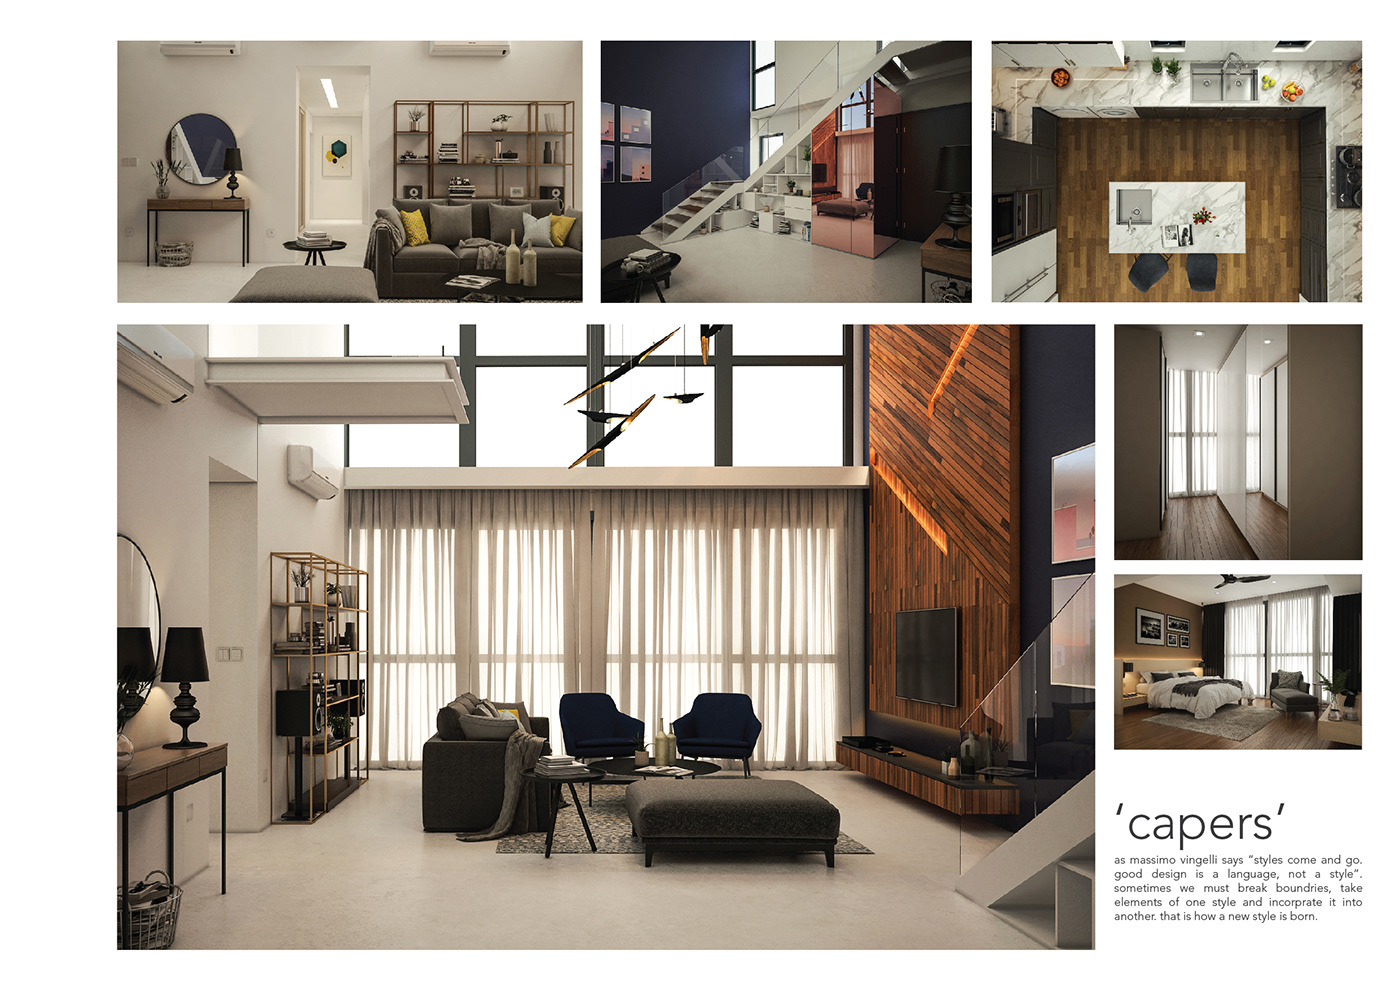 ‘capers’
as massimo vingelli says “styles come and go.
good design is a language, not a style”.
sometimes we must break boundries, take
elements of one style and incorprate it into
another. that is how a new style is born.